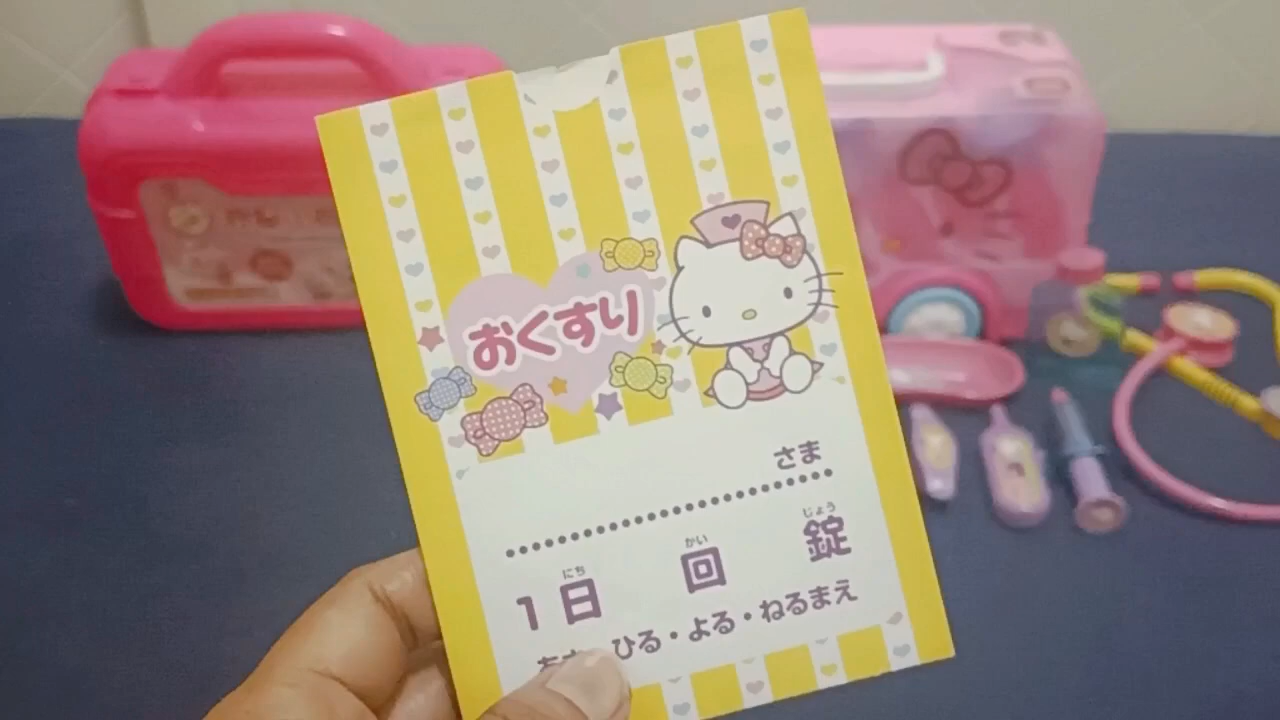 おくすり
さま
1日 回 錠
にち かい じょう
ひる・よる・ねるまえ